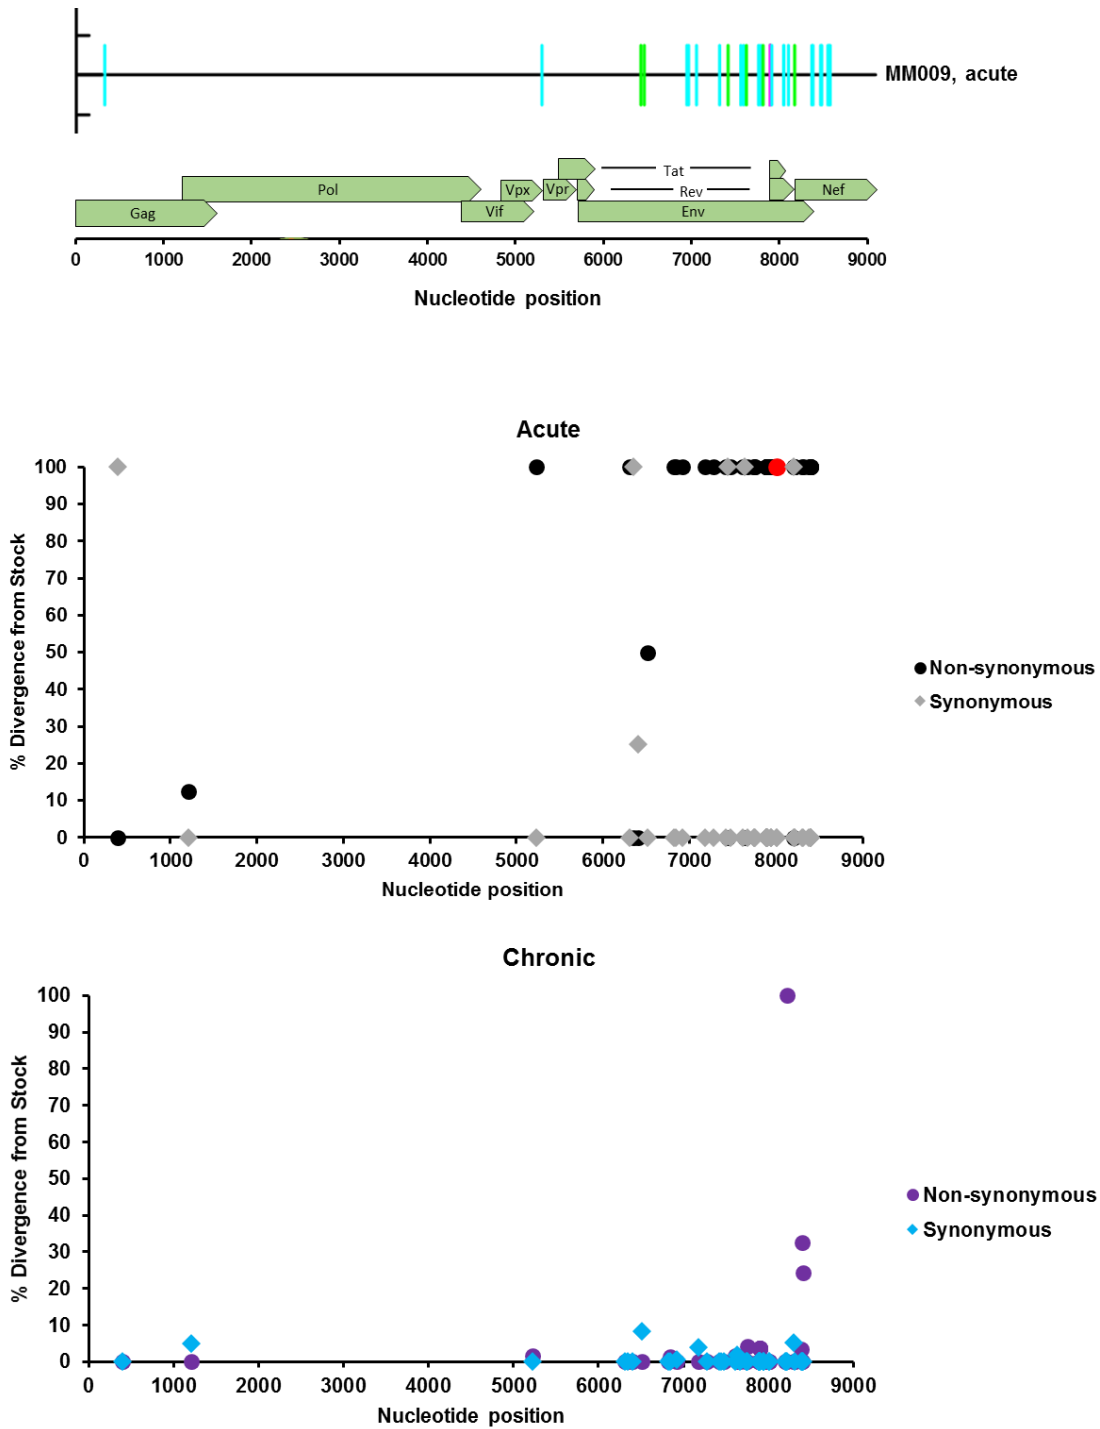 MM009, acute
Tat
Pol
Vpx
Vpr
Rev
Nef
Gag
Vif
Env
0 1000 2000 3000 4000 5000 6000 7000 8000 9000
Nucleotide position
Acute
100
90
80
70
60
50
40
30
20
10
0
% Divergence from Stock
Non-synonymous
Synonymous
0 1000 2000 3000 4000 5000 6000 7000 8000 9000
Nucleotide position
Chronic
100
90
80
70
60
50
40
30
20
10
0
% Divergence from Stock
Non-synonymous
Synonymous
0 1000 2000 3000 4000 5000 6000 7000 8000 9000
Nucleotide position